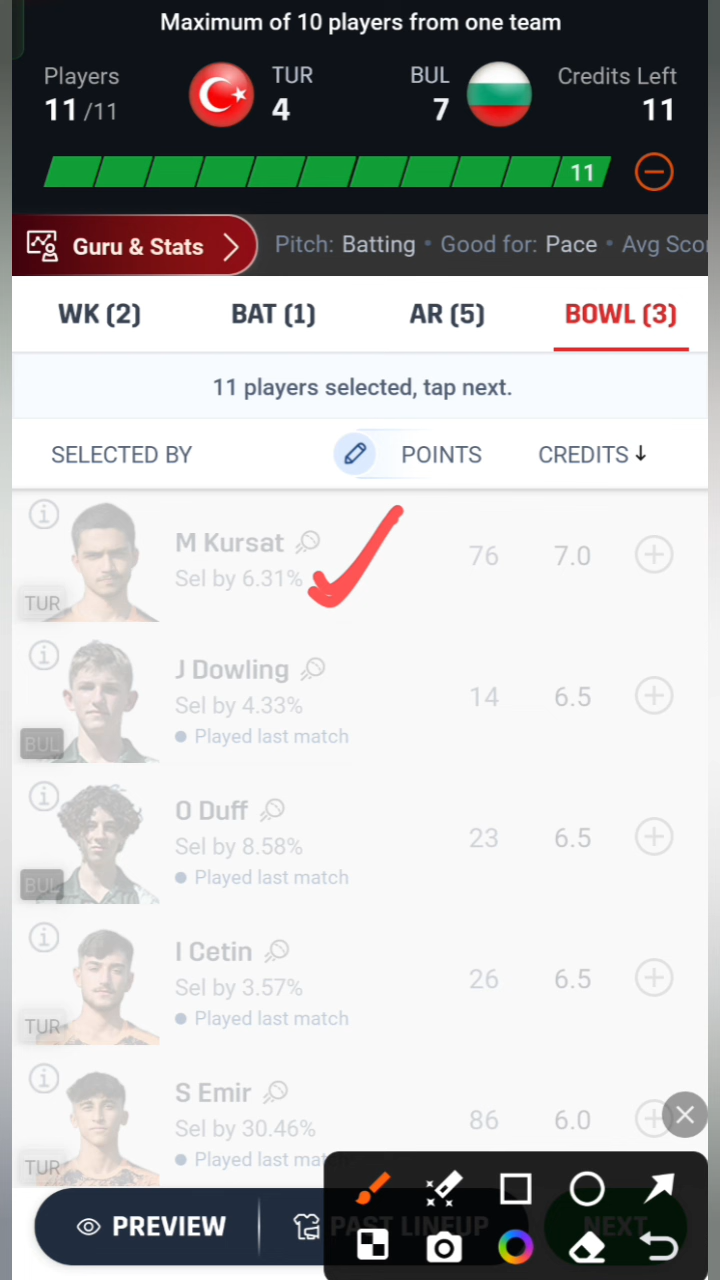 Maximum of 10 players from one team
Players
11 /11
TUR
4
BUL
7
Credits Left
11
11
Guru & Stats
Pitch: Batting • Good for: Pace • Avg Scor
WK (2)
BAT (1)
AR (5)
BOWL (3)
11 players selected, tap next.
SELECTED BY
POINTS
CREDITS ↓
M Kursat
Sel by 6.31%
76
7.0
TUR
J Dowling
Sel by 4.33%
Played last match
14
6.5
BUL
O Duff
Sel by 8.58%
Played last match
23
6.5
BUL
I Cetin
Sel by 3.57%
Played last match
26
6.5
TUR
S Emir
Sel by 30.46%
Played last mat
86
6.0
TUR
PREVIEW
PAST LINEUP
NEXT